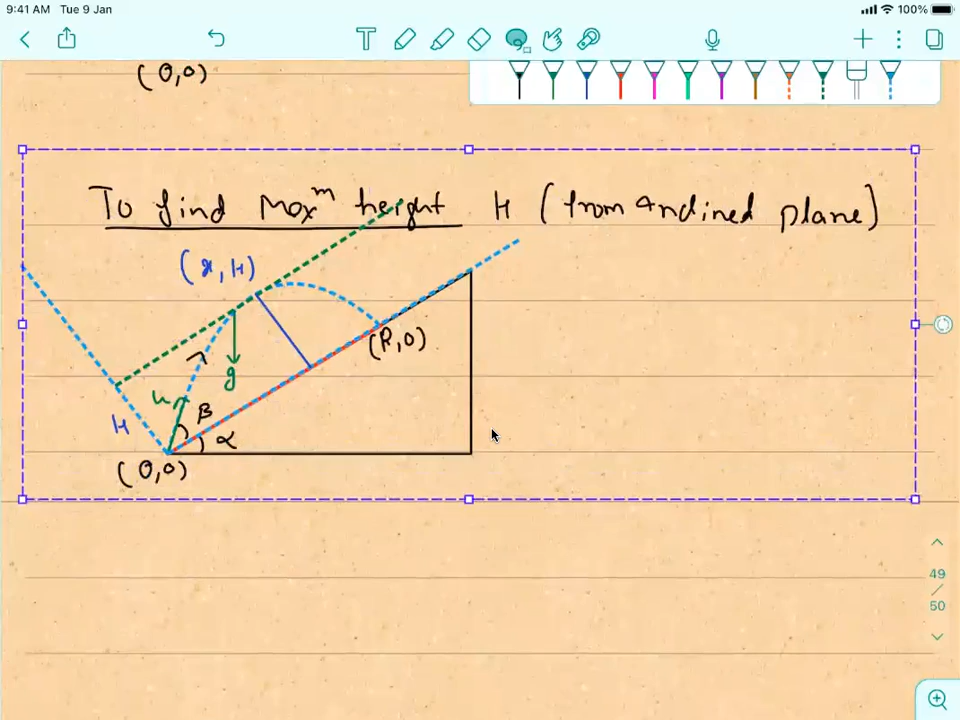 9:41 AM Tue 9 Jan
100%
(0,0)
To find Maxᵐ height H (from Inclined plane)
(x, H)
(R,0)
g
u
β
H
α
(0,0)
49
/
50